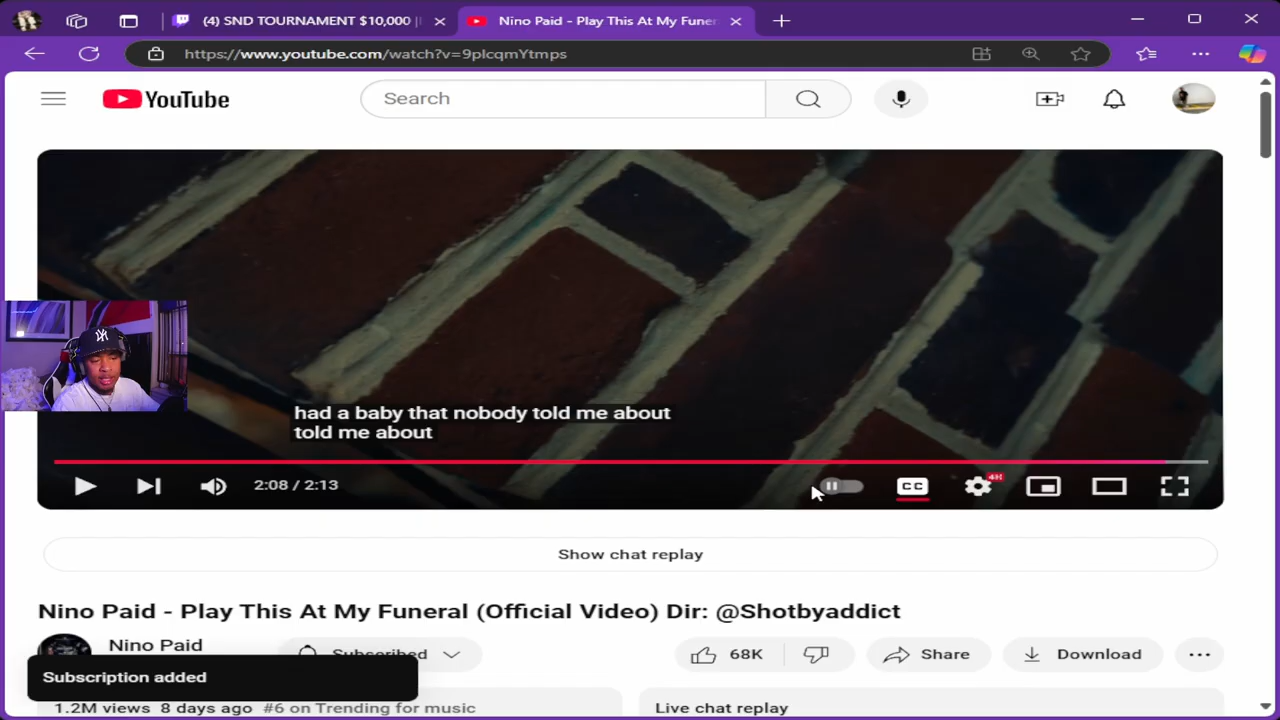 (4) SND TOURNAMENT $10,000 |
Nino Paid - Play This At My Funer
https://www.youtube.com/watch?v=9plcqmYtmps
YouTube
Search
NY
had a baby that nobody told me about
told me about
2:08 / 2:13
CC
4K
Show chat replay
Nino Paid - Play This At My Funeral (Official Video) Dir: @Shotbyaddict
Nino Paid
Subscribed
68K
Share
Download
Subscription added
1.2M views 8 days ago #6 on Trending for music
Live chat replay